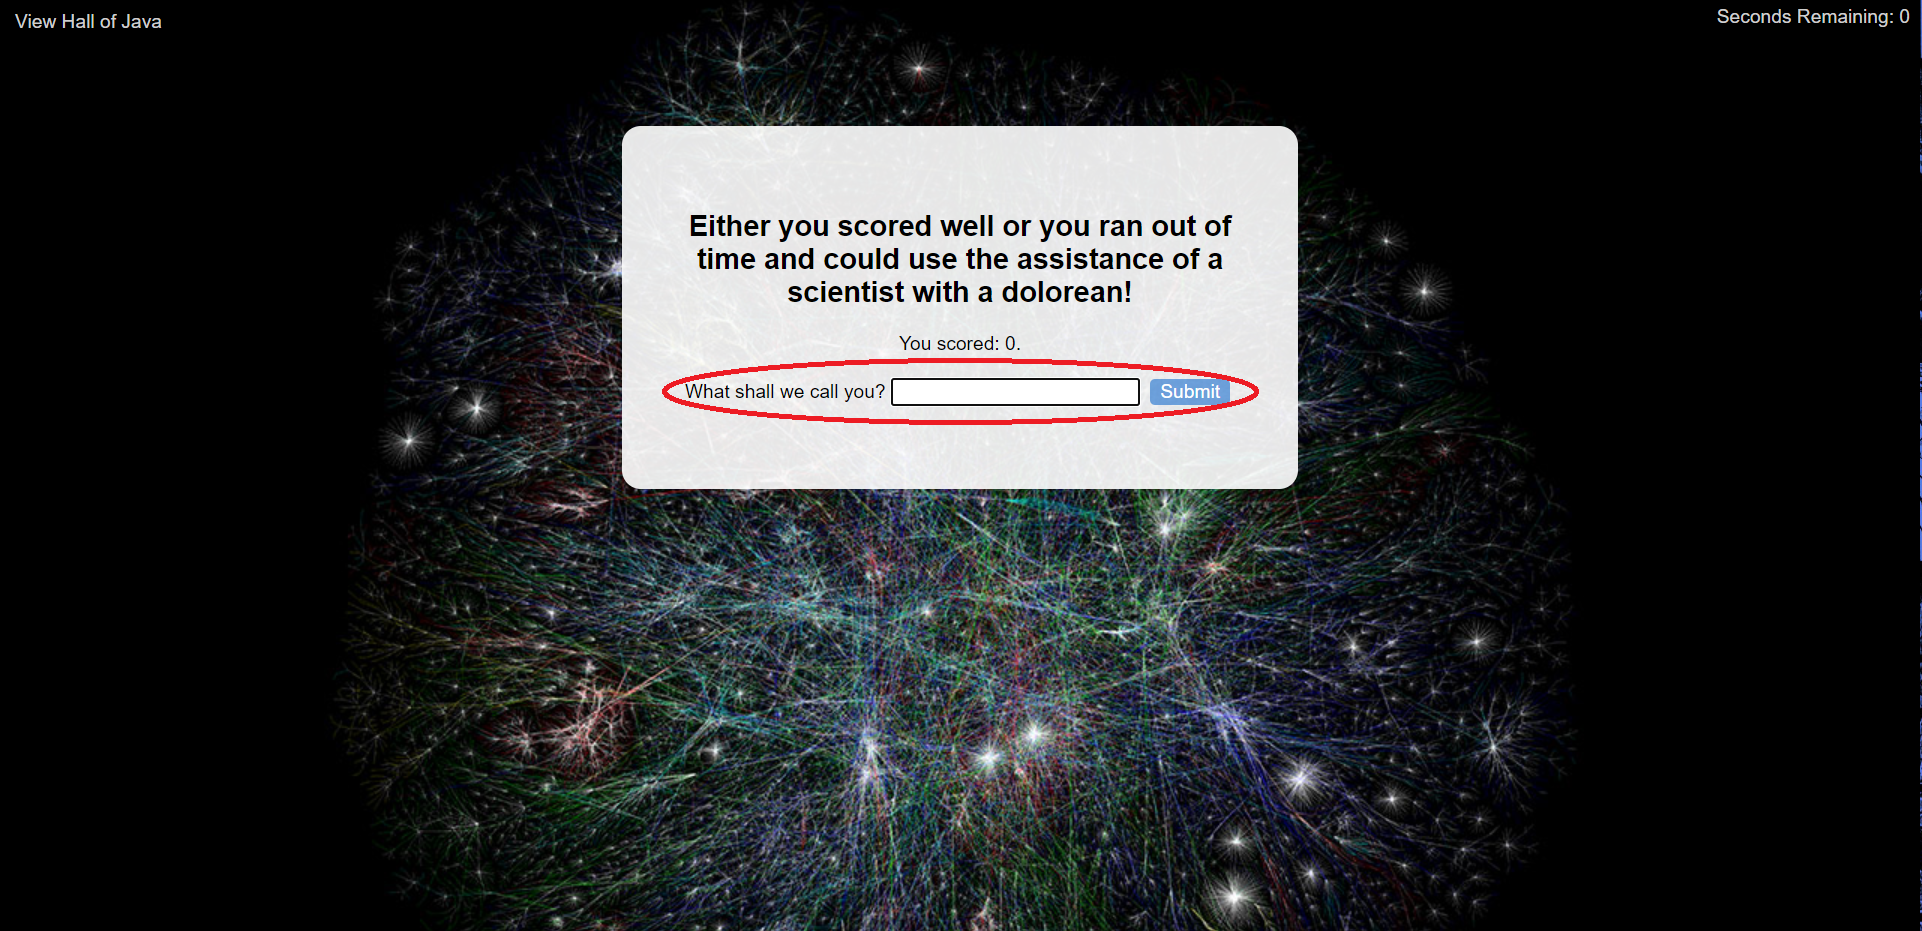 View Hall of Java
Seconds Remaining: 0
Either you scored well or you ran out of
time and could use the assistance of a
scientist with a dolorean!
You scored: 0.
What shall we call you? Submit